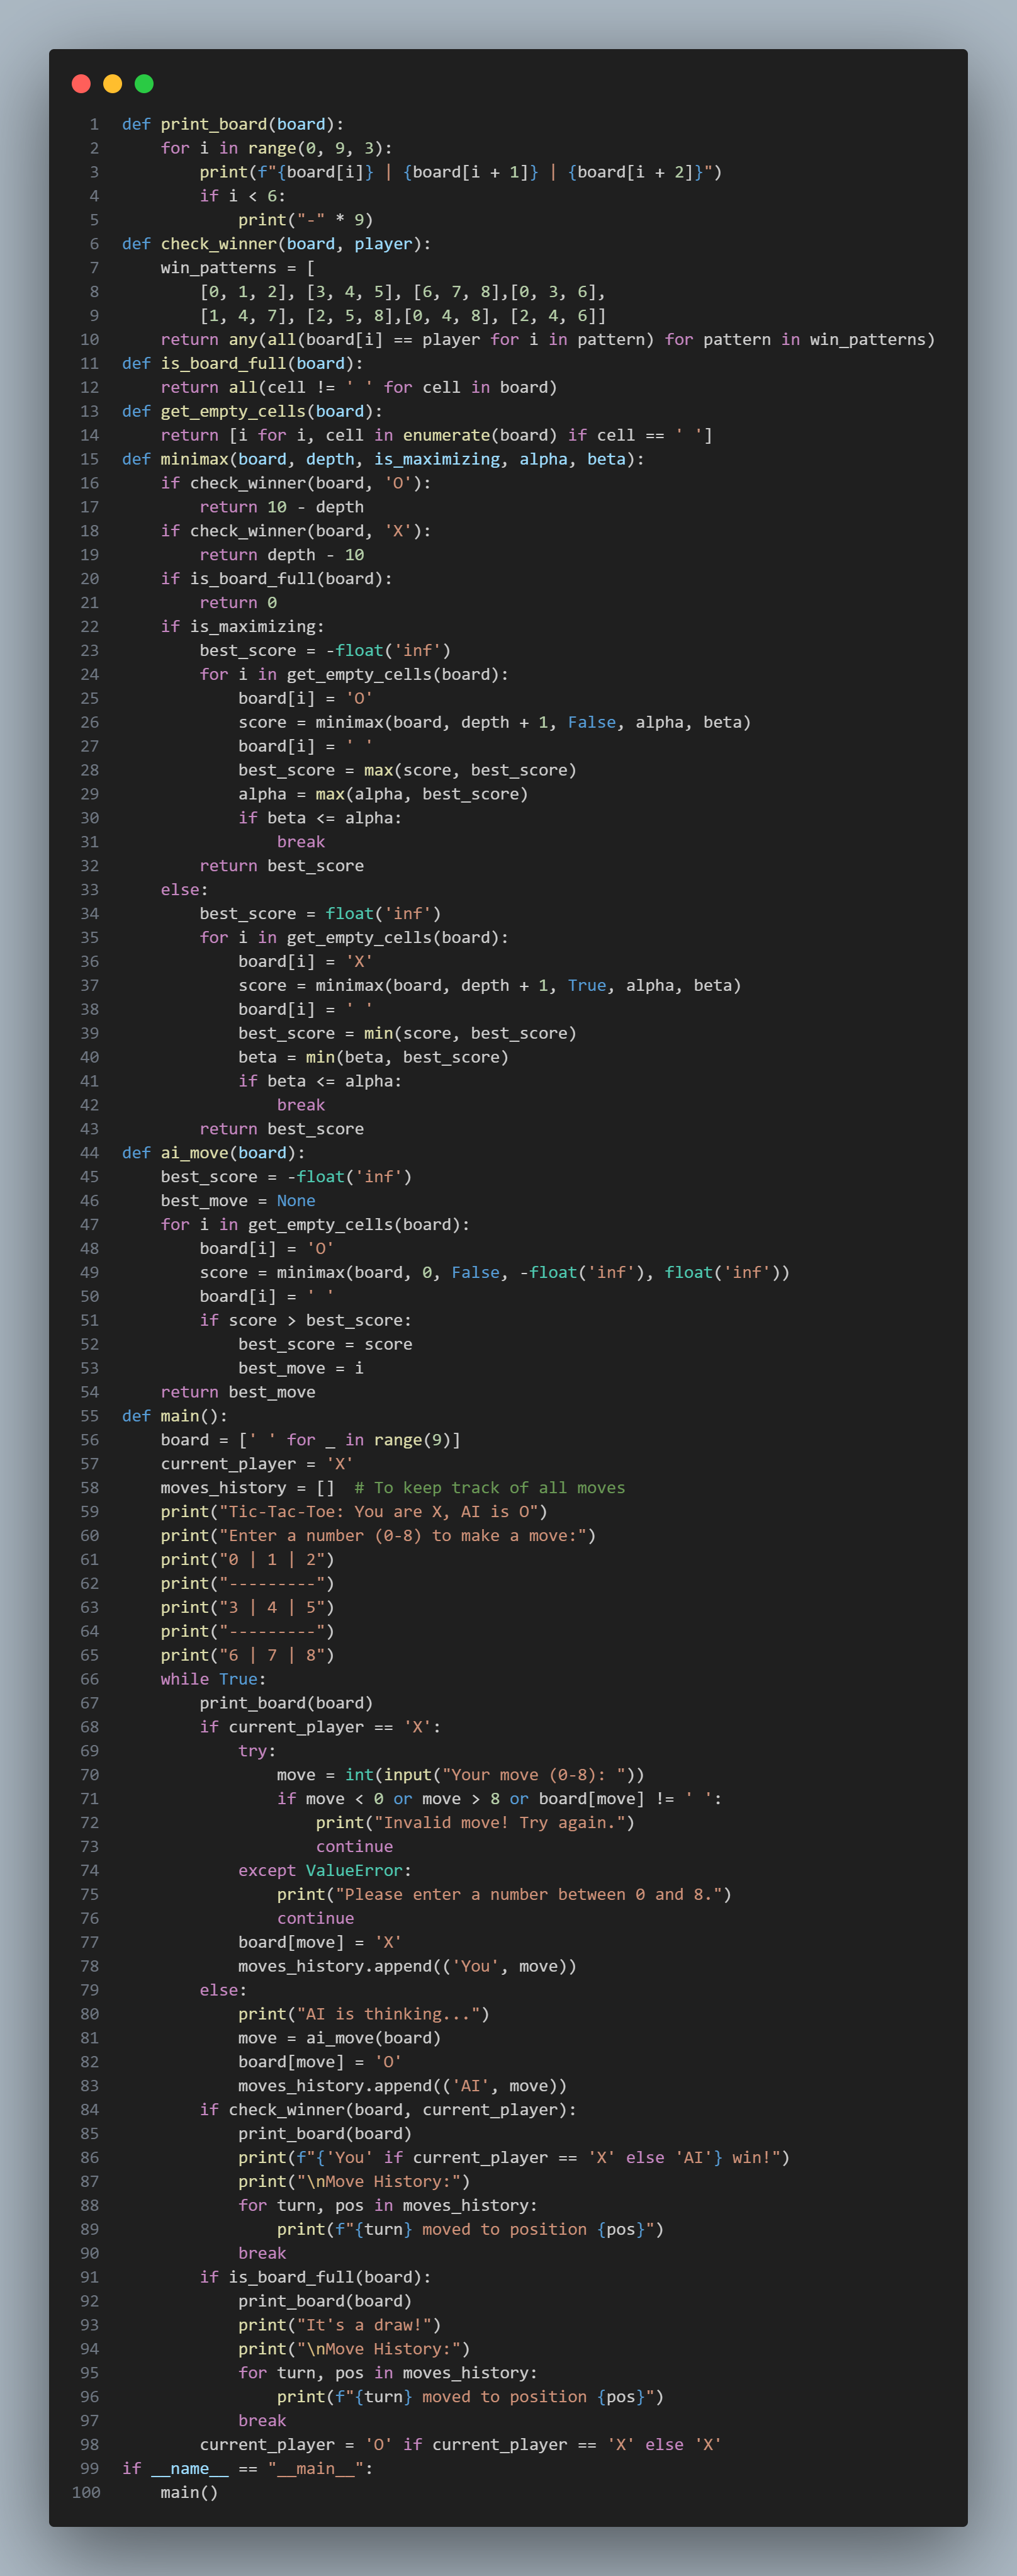 1 def print_board(board):
2     for i in range(0, 9, 3):
3         print(f"{board[i]} | {board[i + 1]} | {board[i + 2]}")
4         if i < 6:
5             print("-" * 9)
6 def check_winner(board, player):
7     win_patterns = [
8         [0, 1, 2], [3, 4, 5], [6, 7, 8],[0, 3, 6],
9         [1, 4, 7], [2, 5, 8],[0, 4, 8], [2, 4, 6]]
10     return any(all(board[i] == player for i in pattern) for pattern in win_patterns)
11 def is_board_full(board):
12     return all(cell != ' ' for cell in board)
13 def get_empty_cells(board):
14     return [i for i, cell in enumerate(board) if cell == ' ']
15 def minimax(board, depth, is_maximizing, alpha, beta):
16     if check_winner(board, 'O'):
17         return 10 - depth
18     if check_winner(board, 'X'):
19         return depth - 10
20     if is_board_full(board):
21         return 0
22     if is_maximizing:
23         best_score = -float('inf')
24         for i in get_empty_cells(board):
25             board[i] = 'O'
26             score = minimax(board, depth + 1, False, alpha, beta)
27             board[i] = ' '
28             best_score = max(score, best_score)
29             alpha = max(alpha, best_score)
30             if beta <= alpha:
31                 break
32         return best_score
33     else:
34         best_score = float('inf')
35         for i in get_empty_cells(board):
36             board[i] = 'X'
37             score = minimax(board, depth + 1, True, alpha, beta)
38             board[i] = ' '
39             best_score = min(score, best_score)
40             beta = min(beta, best_score)
41             if beta <= alpha:
42                 break
43         return best_score
44 def ai_move(board):
45     best_score = -float('inf')
46     best_move = None
47     for i in get_empty_cells(board):
48         board[i] = 'O'
49         score = minimax(board, 0, False, -float('inf'), float('inf'))
50         board[i] = ' '
51         if score > best_score:
52             best_score = score
53             best_move = i
54     return best_move
55 def main():
56     board = [' ' for _ in range(9)]
57     current_player = 'X'
58     moves_history = []  # To keep track of all moves
59     print("Tic-Tac-Toe: You are X, AI is O")
60     print("Enter a number (0-8) to make a move:")
61     print("0 | 1 | 2")
62     print("---------")
63     print("3 | 4 | 5")
64     print("---------")
65     print("6 | 7 | 8")
66     while True:
67         print_board(board)
68         if current_player == 'X':
69             try:
70                 move = int(input("Your move (0-8): "))
71                 if move < 0 or move > 8 or board[move] != ' ':
72                     print("Invalid move! Try again.")
73                     continue
74             except ValueError:
75                 print("Please enter a number between 0 and 8.")
76                 continue
77             board[move] = 'X'
78             moves_history.append(('You', move))
79         else:
80             print("AI is thinking...")
81             move = ai_move(board)
82             board[move] = 'O'
83             moves_history.append(('AI', move))
84         if check_winner(board, current_player):
85             print_board(board)
86             print(f"{'You' if current_player == 'X' else 'AI'} win!")
87             print("\nMove History:")
88             for turn, pos in moves_history:
89                 print(f"{turn} moved to position {pos}")
90             break
91         if is_board_full(board):
92             print_board(board)
93             print("It's a draw!")
94             print("\nMove History:")
95             for turn, pos in moves_history:
96                 print(f"{turn} moved to position {pos}")
97             break
98         current_player = 'O' if current_player == 'X' else 'X'
99 if __name__ == "__main__":
100     main()